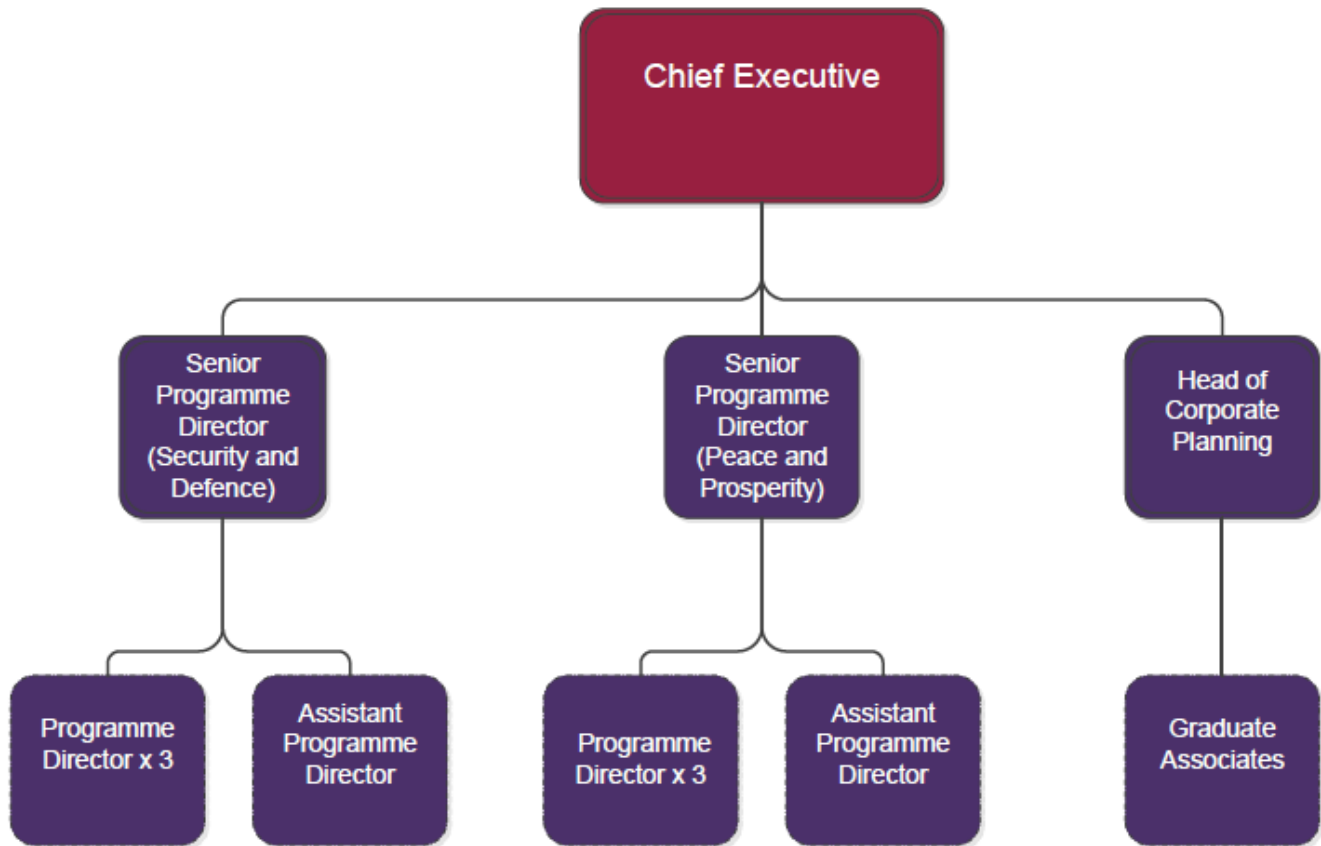 Chief Executive
Senior
Programme
Director
(Security and
Defence)
Senior
Programme
Director
(Peace and
Prosperity)
Head of
Corporate
Planning
Programme
Director x 3
Assistant
Programme
Director
Programme
Director x 3
Assistant
Programme
Director
Graduate
Associates